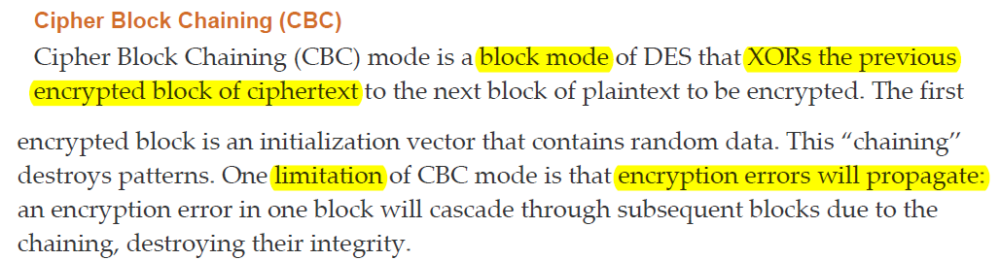 Cipher Block Chaining (CBC)
Cipher Block Chaining (CBC) mode is a block mode of DES that XORs the previous
encrypted block of ciphertext to the next block of plaintext to be encrypted. The first
encrypted block is an initialization vector that contains random data. This “chaining”
destroys patterns. One limitation of CBC mode is that encryption errors will propagate:
an encryption error in one block will cascade through subsequent blocks due to the
chaining, destroying their integrity.